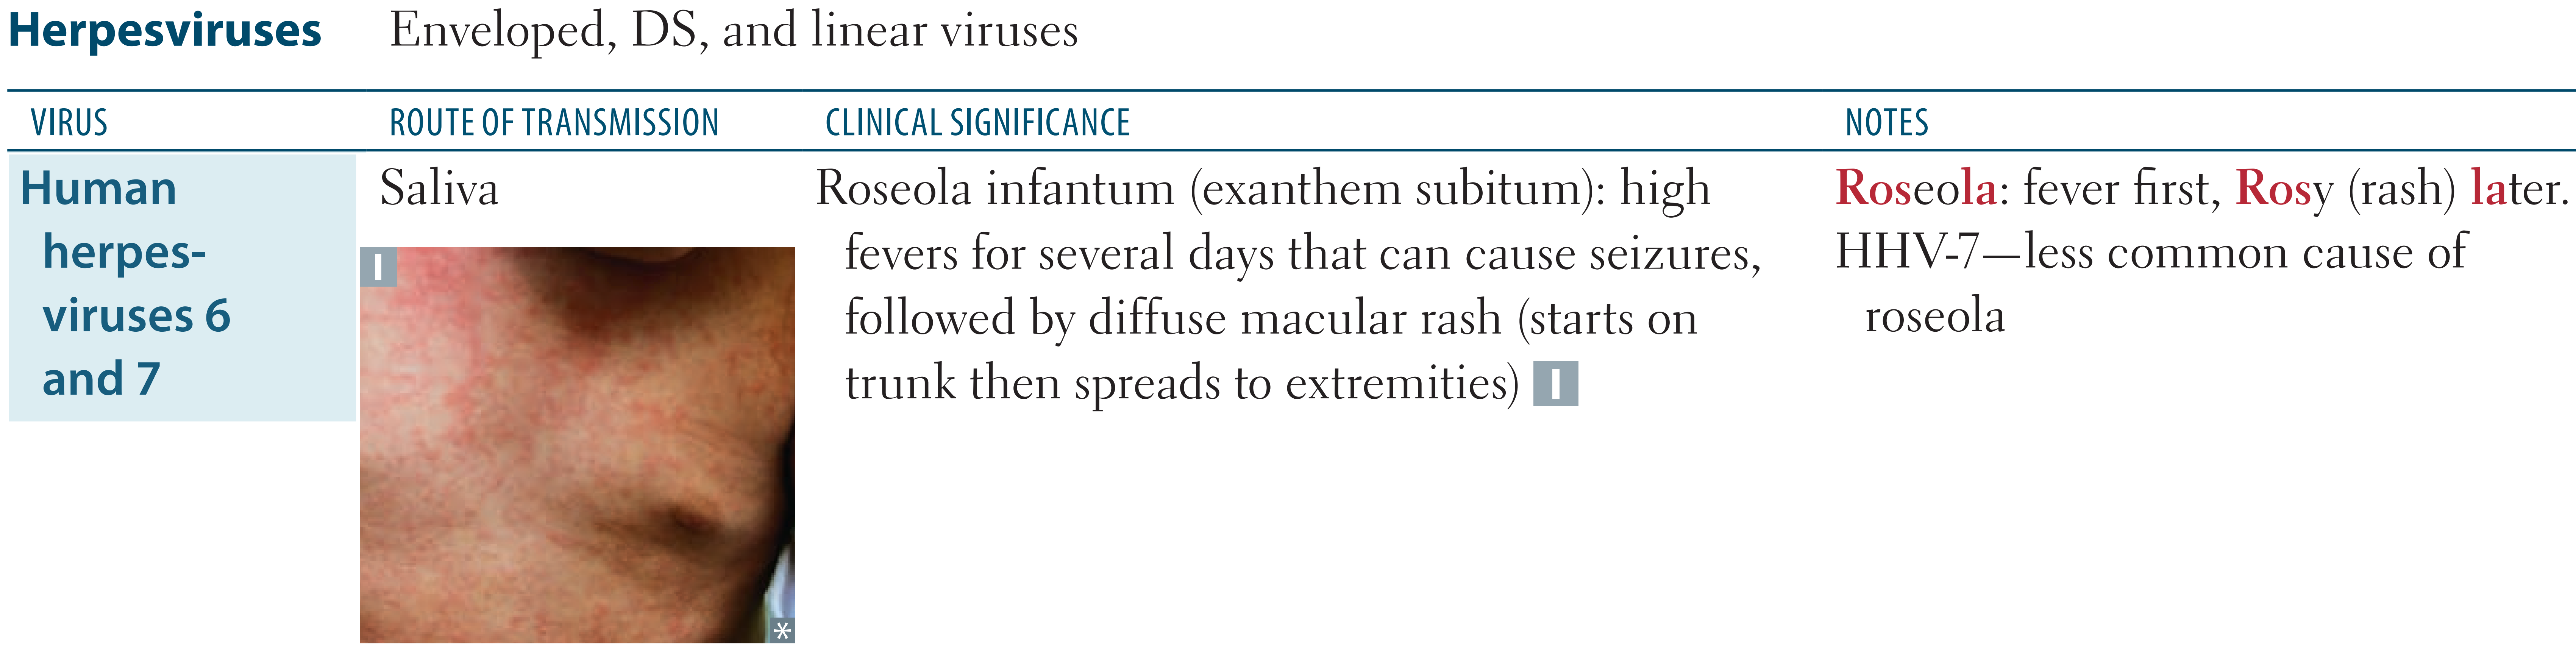 Herpesviruses Enveloped, DS, and linear viruses
VIRUS ROUTE OF TRANSMISSION CLINICAL SIGNIFICANCE NOTES
Human
herpes-
viruses 6
and 7
Saliva
I
*
Roseola infantum (exanthem subitum): high
fevers for several days that can cause seizures,
followed by diffuse macular rash (starts on
trunk then spreads to extremities) I
Roseola: fever first, Rosy (rash) later.
HHV-7—less common cause of
roseola